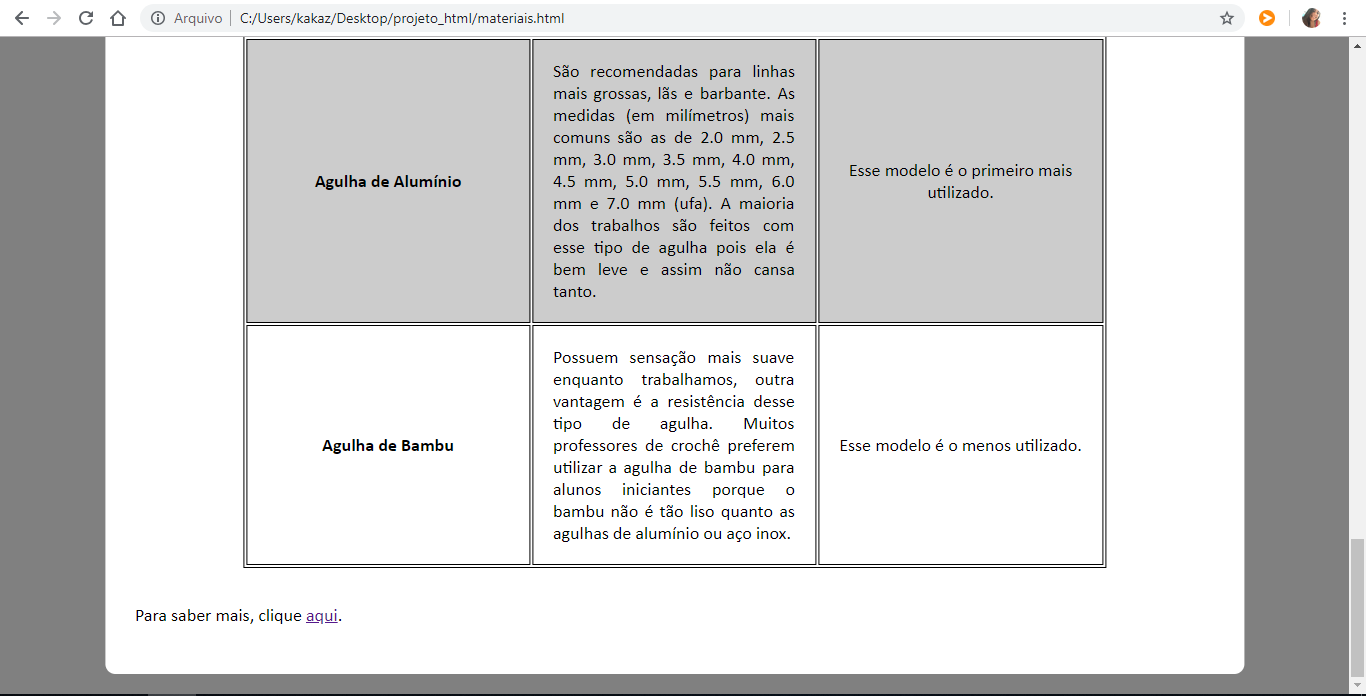 Arquivo C:/Users/kakaz/Desktop/projeto_html/materiais.html
Agulha de Alumínio
São recomendadas para linhas
mais grossas, lãs e barbante. As
medidas (em milímetros) mais
comuns são as de 2.0 mm, 2.5
mm, 3.0 mm, 3.5 mm, 4.0 mm,
4.5 mm, 5.0 mm, 5.5 mm, 6.0
mm e 7.0 mm (ufa). A maioria
dos trabalhos são feitos com
esse tipo de agulha pois ela é
bem leve e assim não cansa
tanto.
Esse modelo é o primeiro mais
utilizado.
Agulha de Bambu
Possuem sensação mais suave
enquanto trabalhamos, outra
vantagem é a resistência desse
tipo de agulha. Muitos
professores de crochê preferem
utilizar a agulha de bambu para
alunos iniciantes porque o
bambu não é tão liso quanto as
agulhas de alumínio ou aço inox.
Esse modelo é o menos utilizado.
Para saber mais, clique aqui.